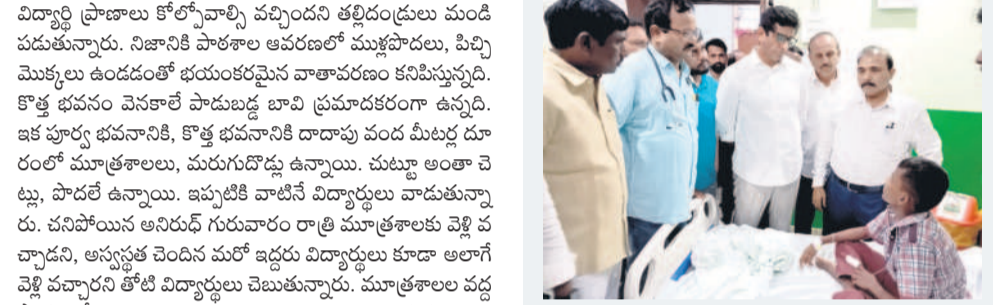 విద్యార్థి ప్రాణాలు కోల్పోవాల్సి వచ్చిందని తల్లిదండ్రులు మండి
పడుతున్నారు. నిజానికి పాఠశాల ఆవరణలో ముళ్లపొదలు, పిచ్చి
మొక్కలు ఉండడంతో భయంకరమైన వాతావరణం కనిపిస్తున్నది.
కొత్త భవనం వెనకాలే పాడుబడ్డ బావి ప్రమాదకరంగా ఉన్నది.
ఇక పూర్వ భవనానికి, కొత్త భవనానికి దాదాపు వంద మీటర్ల దూ
రంలో మూత్రశాలలు, మరుగుదొడ్లు ఉన్నాయి. చుట్టూ అంతా చె
ట్లు, పొదలే ఉన్నాయి. ఇప్పటికి వాటినే విద్యార్థులు వాడుతున్నా
రు. చనిపోయిన అనిరుధ్ గురువారం రాత్రి మూత్రశాలకు వెళ్లి వ
చ్చాడని, అస్వస్థత చెందిన మరో ఇద్దరు విద్యార్థులు కూడా అలాగే
వెళ్లి వచ్చారని తోటి విద్యార్థులు చెబుతున్నారు. మూత్రశాలల వద్ద